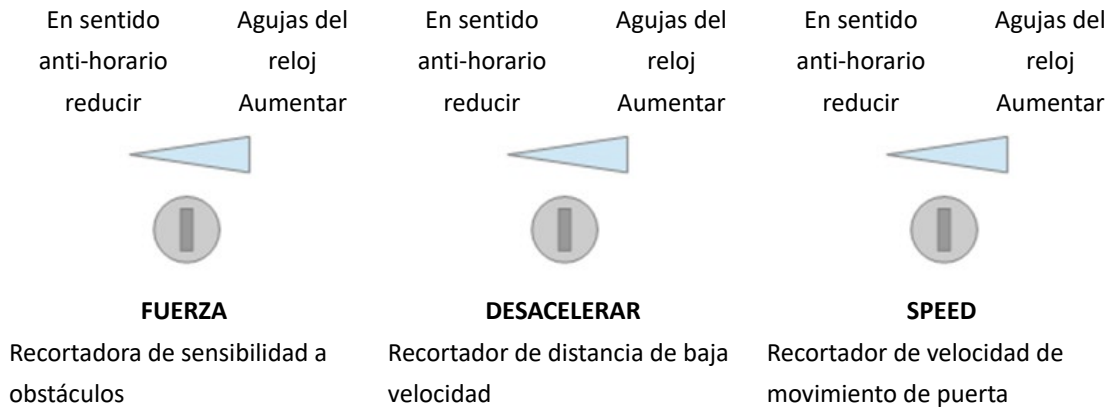 En sentido
anti-horario
reducir
Agujas del
reloj
Aumentar
En sentido
anti-horario
reducir
Agujas del
reloj
Aumentar
En sentido
anti-horario
reducir
Agujas del
reloj
Aumentar
FUERZA
Recortadora de sensibilidad a
obstáculos
DESACELERAR
Recortador de distancia de baja
velocidad
SPEED
Recortador de velocidad de
movimiento de puerta